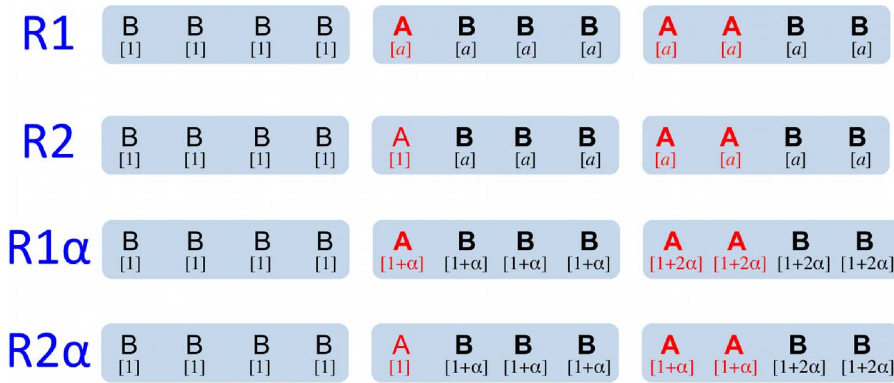 R1 B B B B A B B B A A B B
[1] [1] [1] [1] [a] [a] [a] [a] [a] [a] [a] [a]
R2 B B B B A B B B A A B B
[1] [1] [1] [1] [1] [a] [a] [a] [a] [a] [a] [a]
R1α B B B B A B B B A A B B
[1] [1] [1] [1] [1+α] [1+α] [1+α] [1+α] [1+2α] [1+2α] [1+2α] [1+2α]
R2α B B B B A B B B A A B B
[1] [1] [1] [1] [1] [1+α] [1+α] [1+α] [1+α] [1+α] [1+2α] [1+2α]